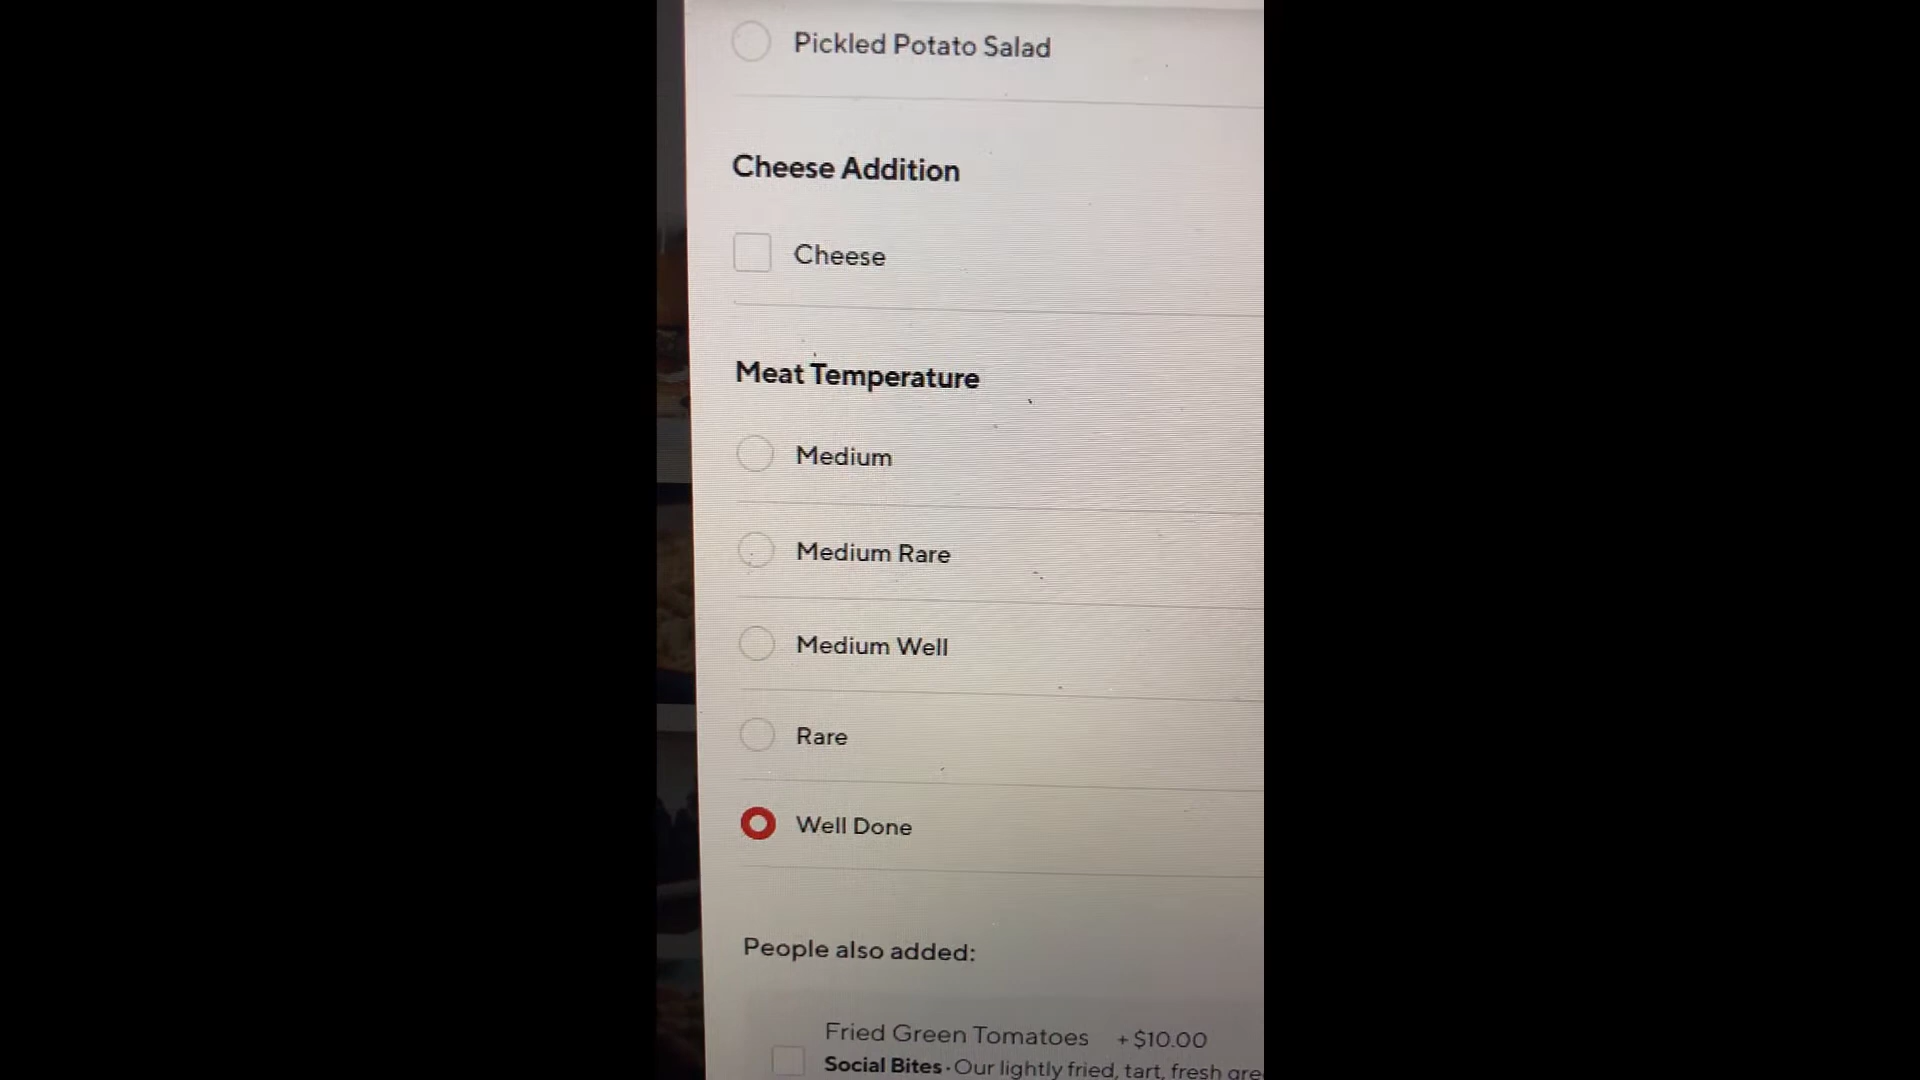 Pickled Potato Salad
Cheese Addition
Cheese
Meat Temperature
Medium
Medium Rare
Medium Well
Rare
Well Done
People also added:
Fried Green Tomatoes + $10.00
Social Bites · Our lightly fried, tart, fresh gre